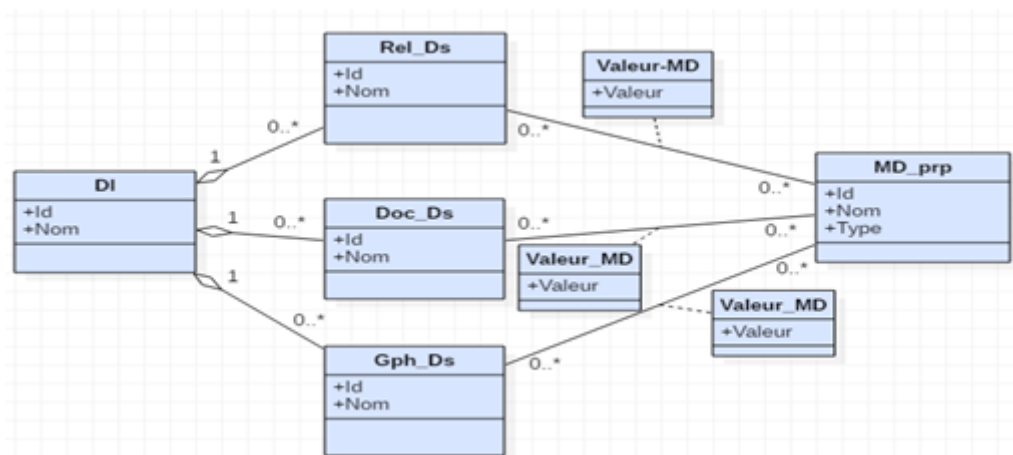 Rel_Ds
+Id
+Nom
Valeur-MD
+Valeur
0..*
0..*
1
0..*
MD_prp
+Id
+Nom
+Type
DI
+Id
+Nom
1
0..*
Doc_Ds
+Id
+Nom
0..*
0..*
Valeur_MD
+Valeur
0..*
1
Valeur_MD
+Valeur
0..*
Gph_Ds
+Id
+Nom
0..*